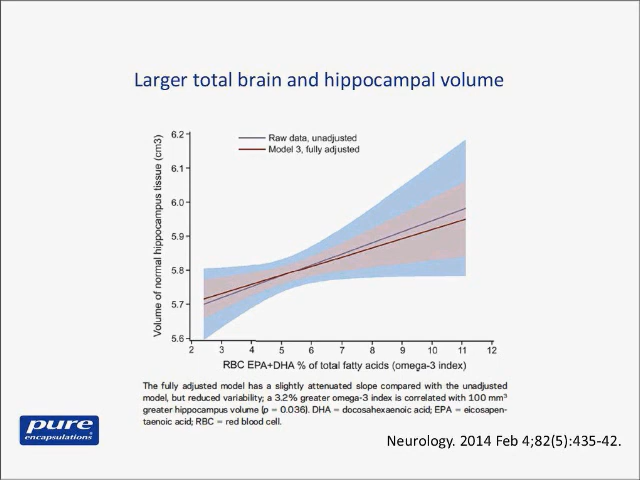 Larger total brain and hippocampal volume
Raw data, unadjusted
Model 3, fully adjusted
Volume of normal hippocampus tissue (cm3)
6.2
6.1
6.0
5.9
5.8
5.7
5.6
2 3 4 5 6 7 8 9 10 11 12
RBC EPA+DHA % of total fatty acids (omega-3 index)
The fully adjusted model has a slightly attenuated slope compared with the unadjusted
model, but reduced variability; a 3.2% greater omega-3 index is correlated with 100 mm³
greater hippocampus volume (p = 0.036). DHA = docosahexaenoic acid; EPA = eicosapen-
taenoic acid; RBC = red blood cell.
pure
encapsulations®
Neurology. 2014 Feb 4;82(5):435-42.